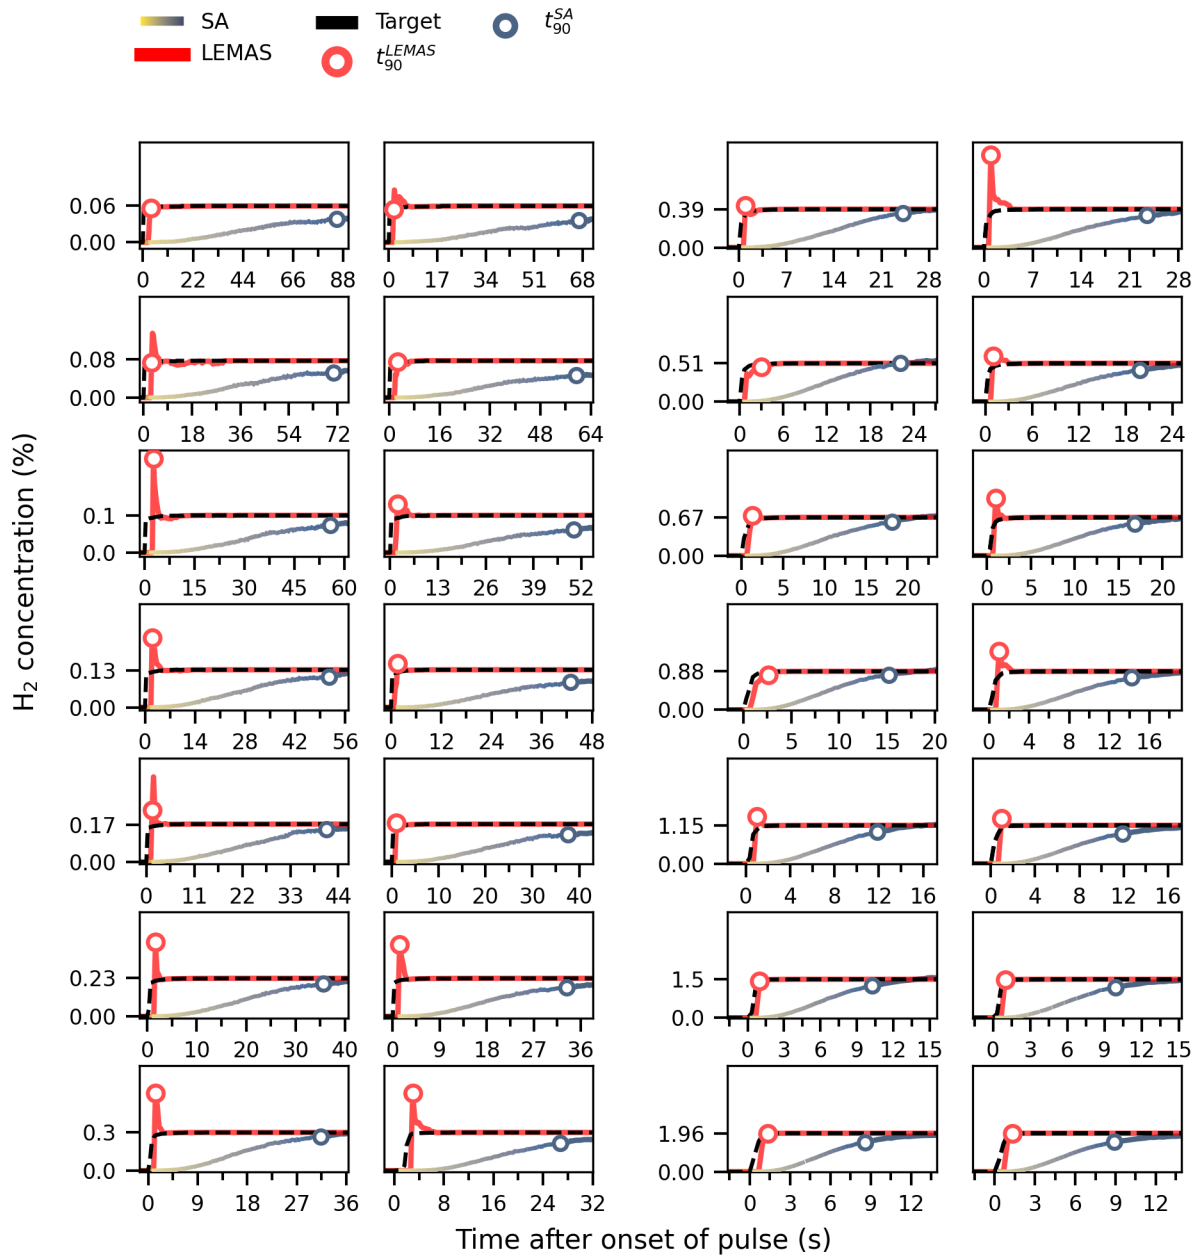 SA
Target
t_{90}^{SA}
LEMAS
t_{90}^{LEMAS}
H₂ concentration (%)
0.06
0.00
0 22 44 66 88
0 17 34 51 68
0.39
0.00
0 7 14 21 28
0 7 14 21 28
0.08
0.00
0 18 36 54 72
0 16 32 48 64
0.51
0.00
0 6 12 18 24
0 6 12 18 24
0.1
0.0
0 15 30 45 60
0 13 26 39 52
0.67
0.00
0 5 10 15 20
0 5 10 15 20
0.13
0.00
0 14 28 42 56
0 12 24 36 48
0.88
0.00
0 5 10 15 20
0 4 8 12 16
0.17
0.00
0 11 22 33 44
0 10 20 30 40
1.15
0.00
0 4 8 12 16
0 4 8 12 16
0.23
0.00
0 10 20 30 40
0 9 18 27 36
1.5
0.0
0 3 6 9 12 15
0 3 6 9 12
0.3
0.0
0 9 18 27 36
0 8 16 24 32
1.96
0.00
0 3 6 9 12
0 3 6 9 12
Time after onset of pulse (s)